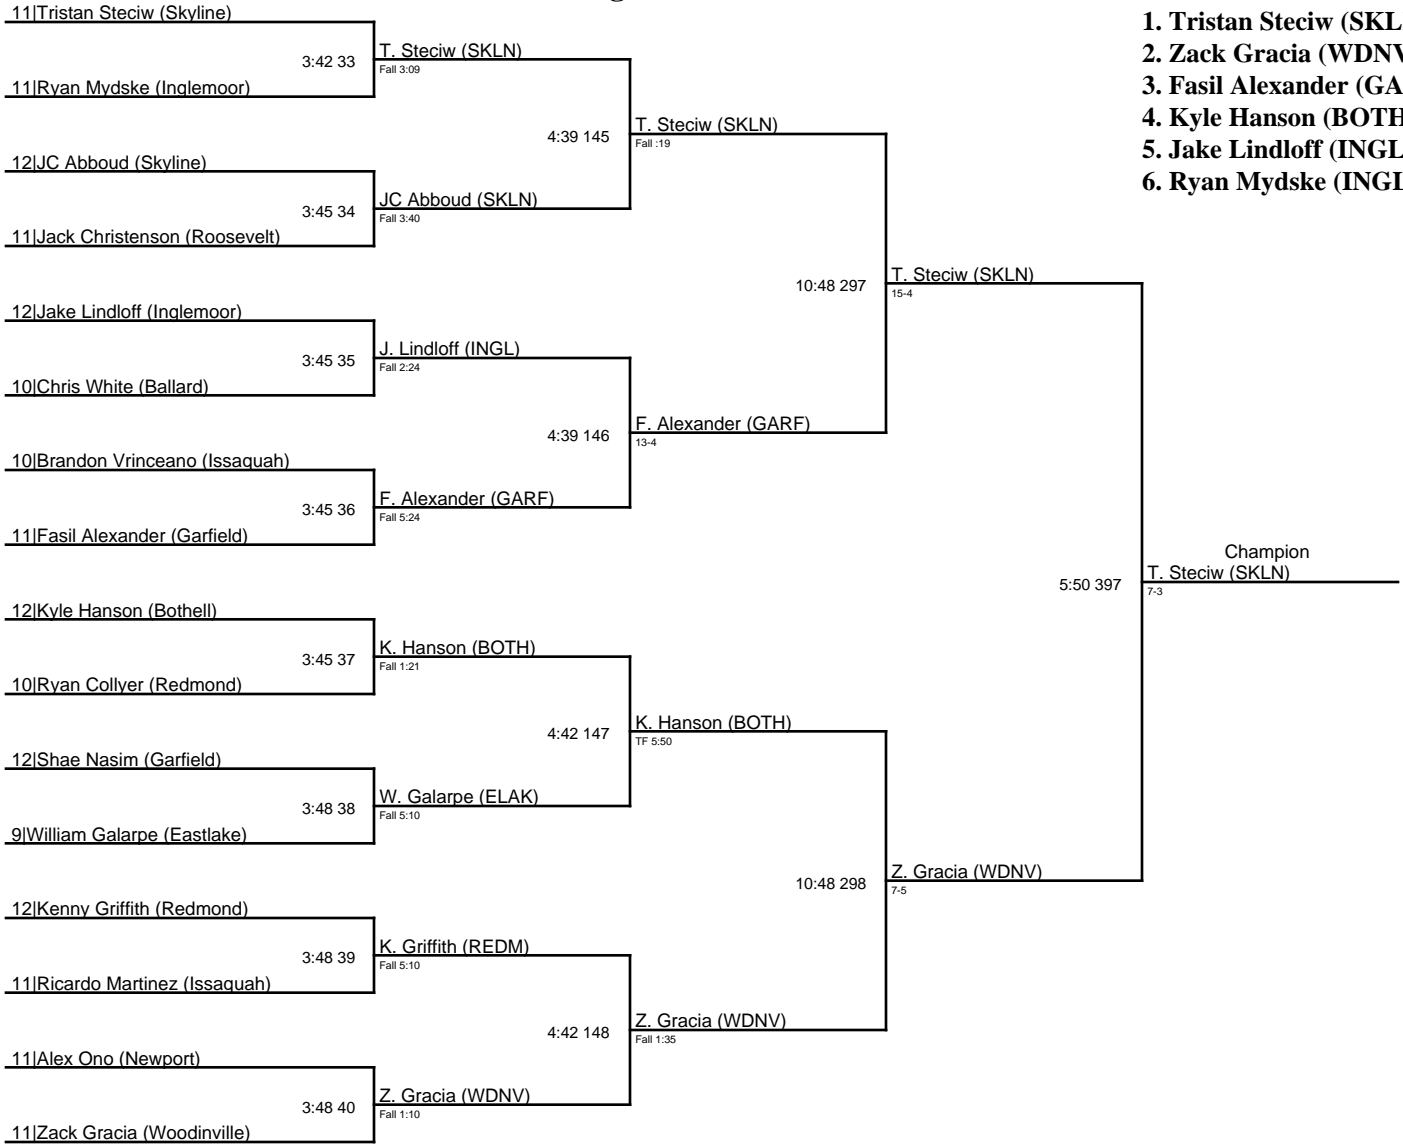 11|Tristan Steciw (Skyline)
3:42 33
T. Steciw (SKLN)
Fall 3:09
11|Ryan Mydske (Inglemoor)
4:39 145
T. Steciw (SKLN)
Fall :19
12|JC Abboud (Skyline)
3:45 34
JC Abboud (SKLN)
Fall 3:40
11|Jack Christenson (Roosevelt)
10:48 297
T. Steciw (SKLN)
15-4
12|Jake Lindloff (Inglemoor)
3:45 35
J. Lindloff (INGL)
Fall 2:24
10|Chris White (Ballard)
4:39 146
F. Alexander (GARF)
13-4
10|Brandon Vrinceano (Issaquah)
3:45 36
F. Alexander (GARF)
Fall 5:24
11|Fasil Alexander (Garfield)
5:50 397
Champion
T. Steciw (SKLN)
7-3
12|Kyle Hanson (Bothell)
3:45 37
K. Hanson (BOTH)
Fall 1:21
10|Ryan Collyer (Redmond)
4:42 147
K. Hanson (BOTH)
TF 5:50
12|Shae Nasim (Garfield)
3:48 38
W. Galarpe (ELAK)
Fall 5:10
9|William Galarpe (Eastlake)
10:48 298
Z. Gracia (WDNV)
7-5
12|Kenny Griffith (Redmond)
3:48 39
K. Griffith (REDM)
Fall 5:10
11|Ricardo Martinez (Issaquah)
4:42 148
Z. Gracia (WDNV)
Fall 1:35
11|Alex Ono (Newport)
3:48 40
Z. Gracia (WDNV)
Fall 1:10
11|Zack Gracia (Woodinville)
1. Tristan Steciw (SKL
2. Zack Gracia (WDNV
3. Fasil Alexander (GA
4. Kyle Hanson (BOTH
5. Jake Lindloff (INGL
6. Ryan Mydske (INGL